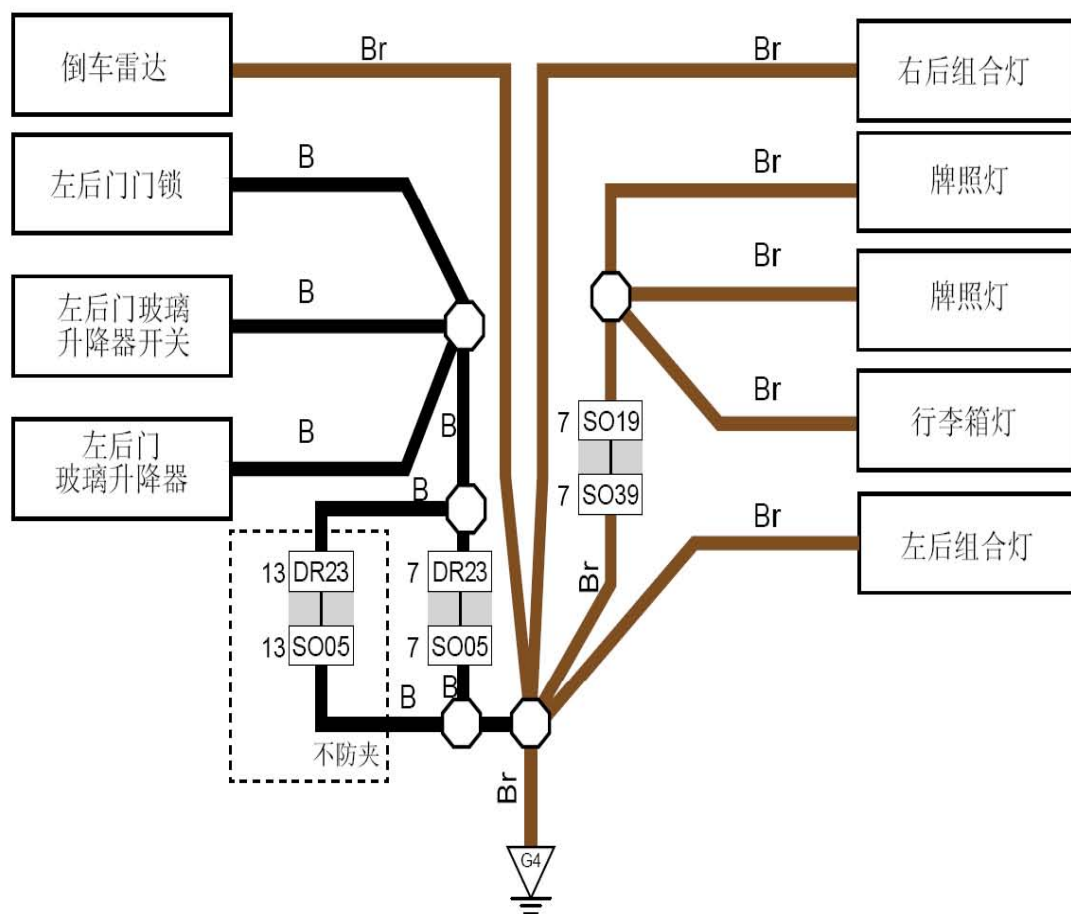 倒车雷达
Br
Br
右后组合灯
左后门门锁
B
Br
牌照灯
左后门玻璃
升降器开关
B
Br
牌照灯
左后门
玻璃升降器
B
B
B
7 SO19
7 SO39
Br
行李箱灯
Br
左后组合灯
13 DR23
7 DR23
Br
13 SO05
7 SO05
B
B
不防夹
Br
G4